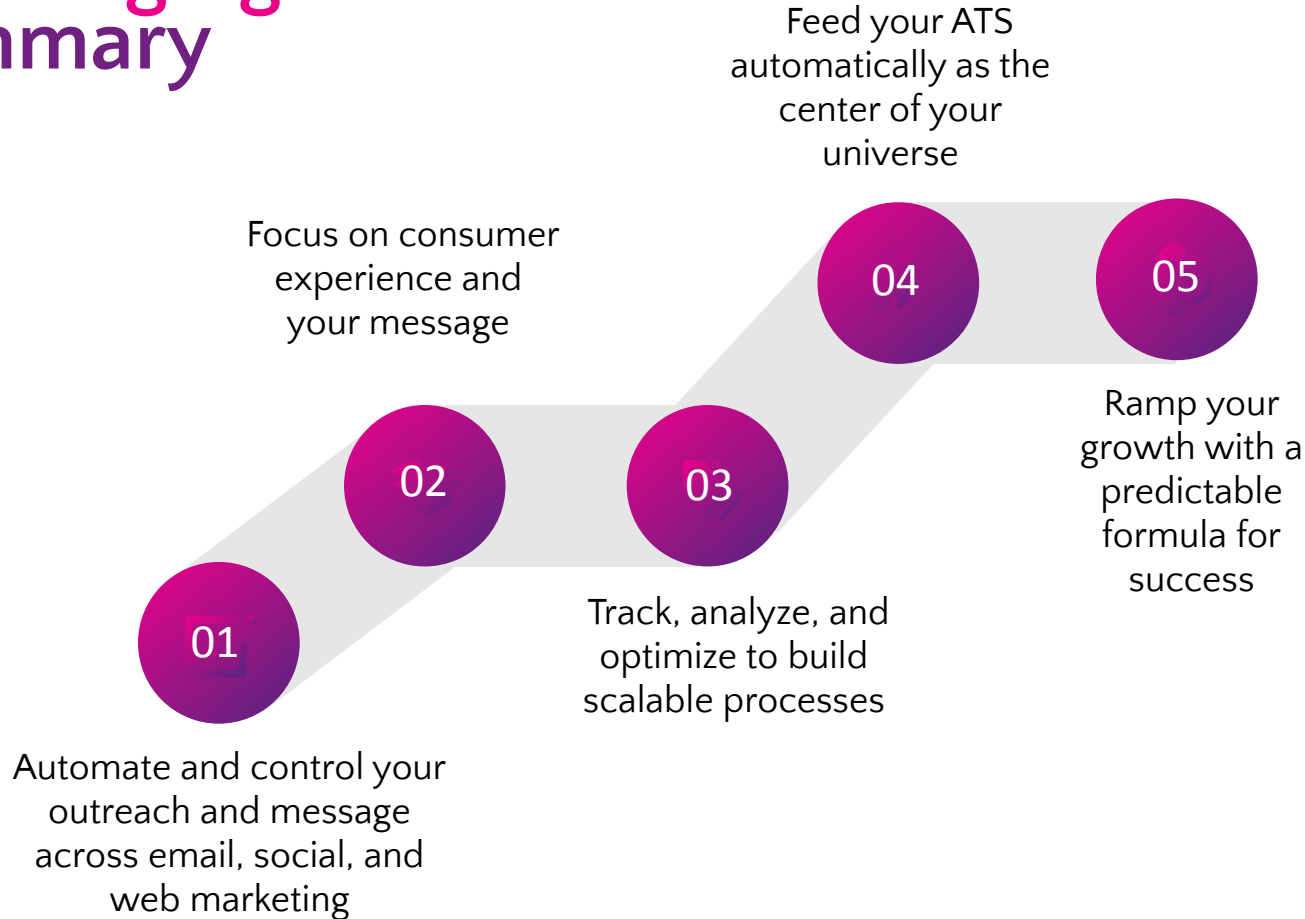 Feed your ATS
automatically as the
center of your
universe
Focus on consumer
experience and
your message
04
05
Ramp your
growth with a
predictable
formula for
success
02
03
Track, analyze, and
optimize to build
scalable processes
01
Automate and control your
outreach and message
across email, social, and
web marketing